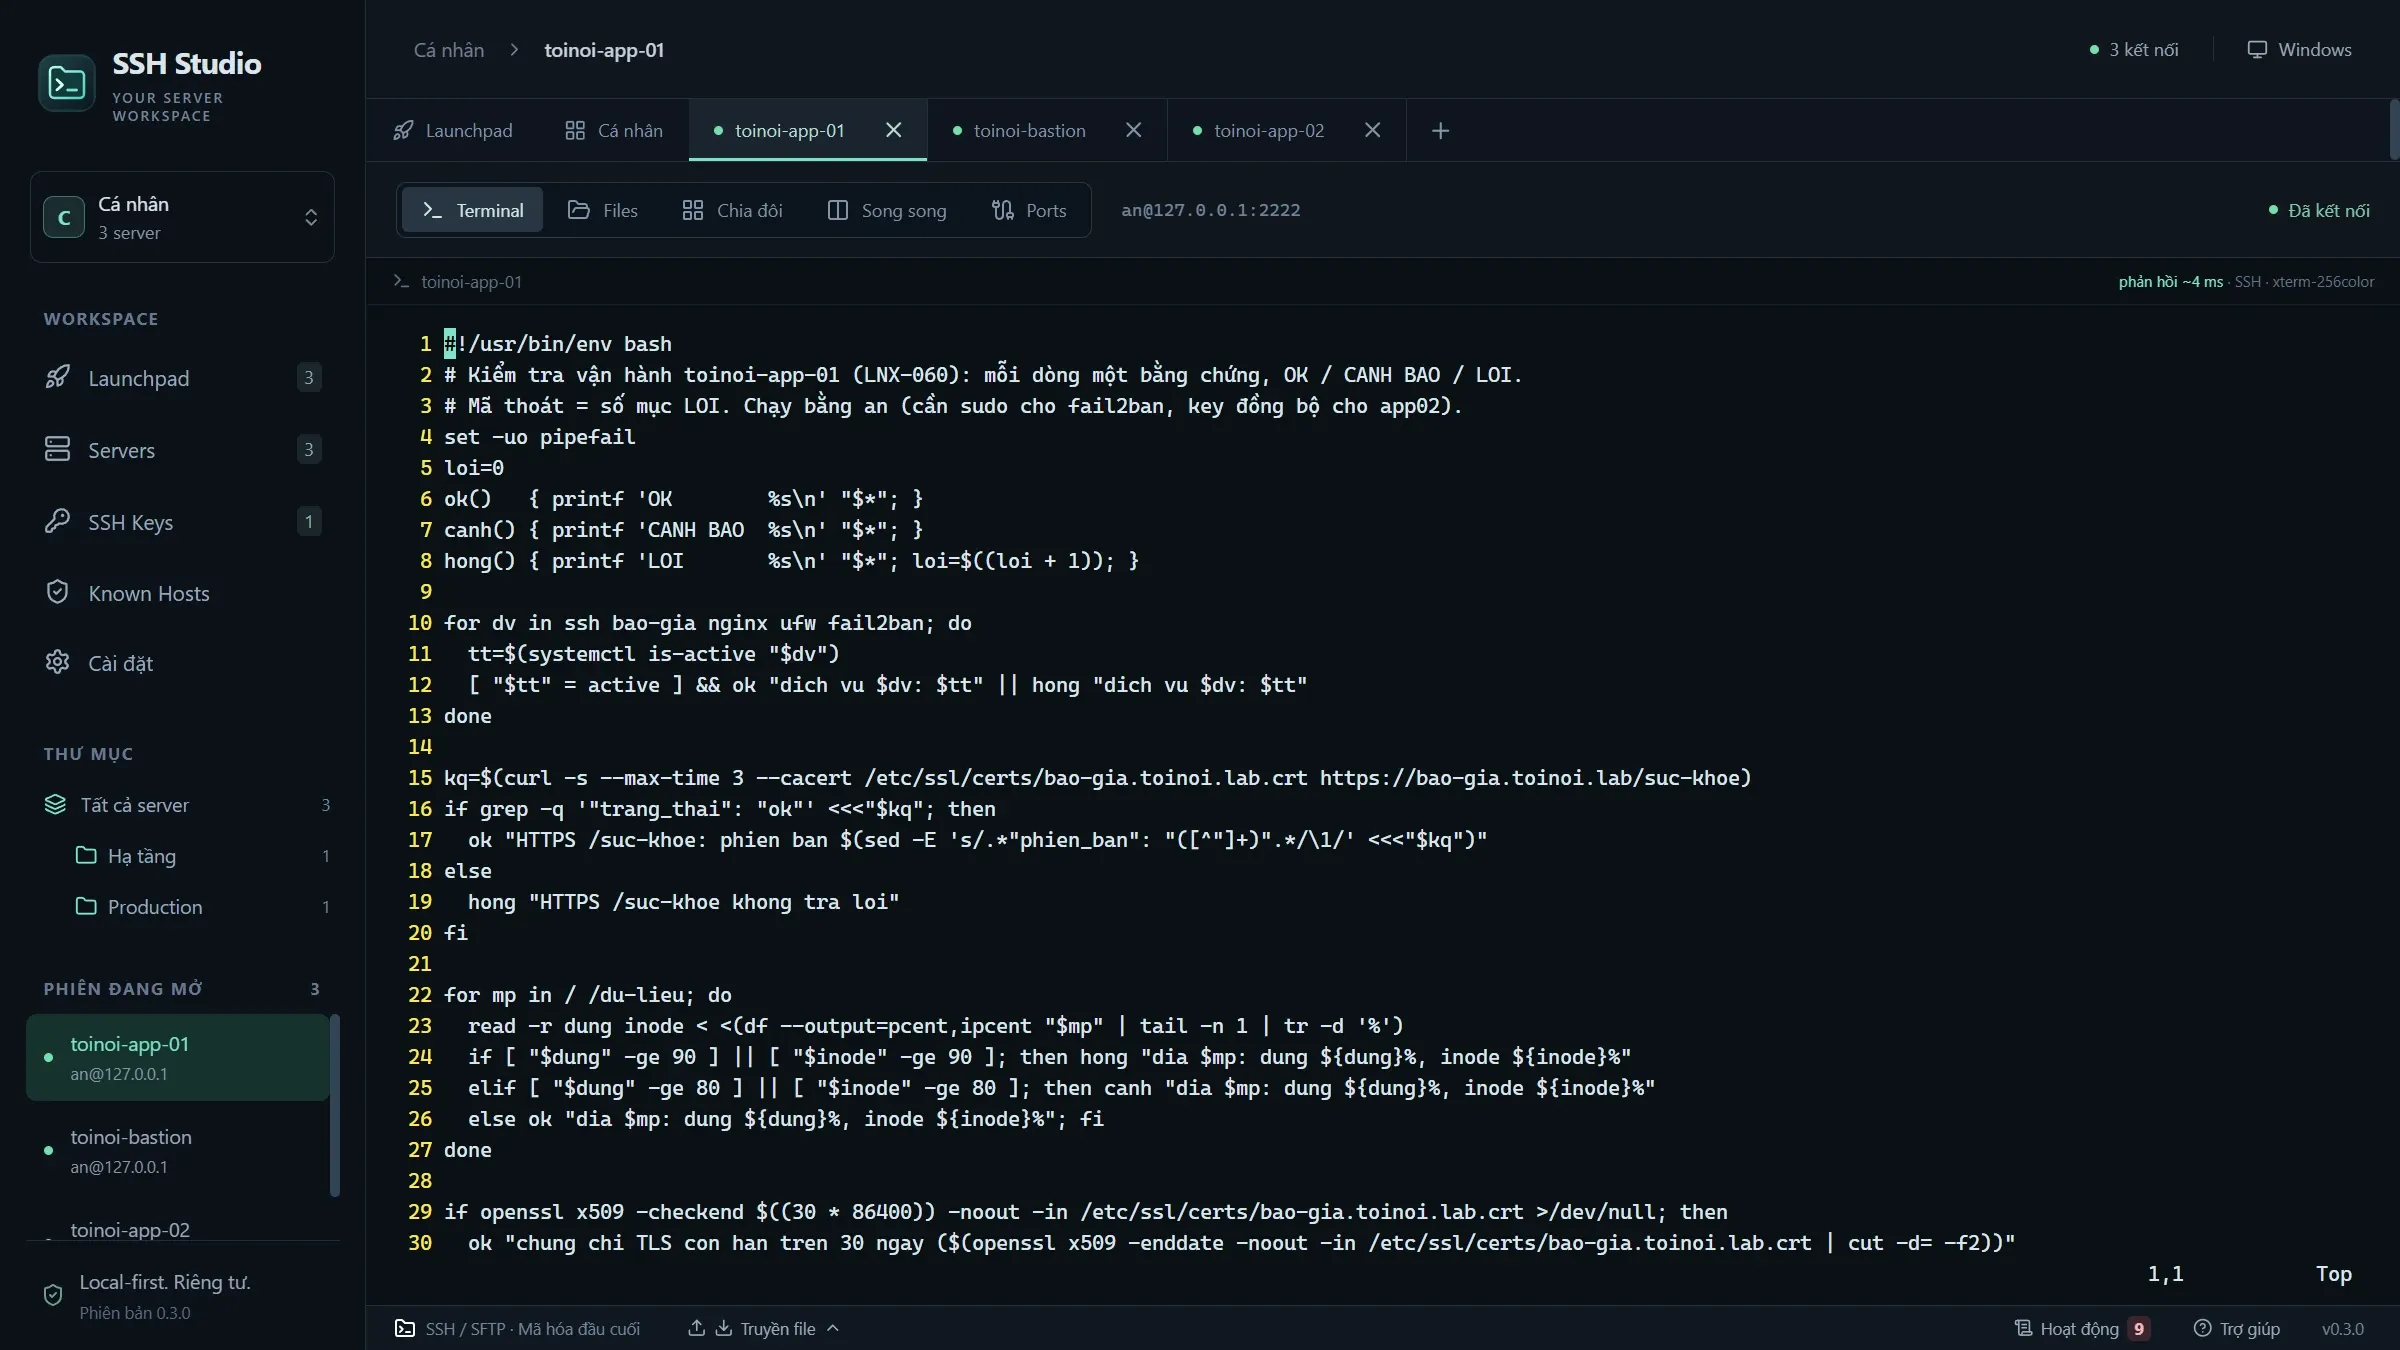 SSH Studio
YOUR SERVER
WORKSPACE
C
Cá nhân
3 server
WORKSPACE
Launchpad 3
Servers 3
SSH Keys 1
Known Hosts
Cài đặt
THƯ MỤC
Tất cả server 3
Hạ tầng 1
Production 1
PHIÊN ĐANG MỞ 3
toinoi-app-01
an@127.0.0.1
toinoi-bastion
an@127.0.0.1
toinoi-app-02
Local-first. Riêng tư.
Phiên bản 0.3.0
Cá nhân > toinoi-app-01
3 kết nối
Windows
Launchpad
Cá nhân
toinoi-app-01
toinoi-bastion
toinoi-app-02
Terminal
Files
Chia đôi
Song song
Ports
an@127.0.0.1:2222
Đã kết nối
toinoi-app-01
phản hồi ~4 ms · SSH · xterm-256color
1 #!/usr/bin/env bash
2 # Kiểm tra vận hành toinoi-app-01 (LNX-060): mỗi dòng một bằng chứng, OK / CANH BAO / LOI.
3 # Mã thoát = số mục LOI. Chạy bằng an (cần sudo cho fail2ban, key đồng bộ cho app02).
4 set -uo pipefail
5 loi=0
6 ok()   { printf 'OK        %s\n' "$*"; }
7 canh() { printf 'CANH BAO  %s\n' "$*"; }
8 hong() { printf 'LOI       %s\n' "$*"; loi=$((loi + 1)); }
9
10 for dv in ssh bao-gia nginx ufw fail2ban; do
11   tt=$(systemctl is-active "$dv")
12   [ "$tt" = active ] && ok "dich vu $dv: $tt" || hong "dich vu $dv: $tt"
13 done
14
15 kq=$(curl -s --max-time 3 --cacert /etc/ssl/certs/bao-gia.toinoi.lab.crt https://bao-gia.toinoi.lab/suc-khoe)
16 if grep -q '"trang_thai": "ok"' <<<"$kq"; then
17   ok "HTTPS /suc-khoe: phien ban $(sed -E 's/.*"phien_ban": "([^"]+)".*/\1/' <<<"$kq")"
18 else
19   hong "HTTPS /suc-khoe khong tra loi"
20 fi
21
22 for mp in / /du-lieu; do
23   read -r dung inode < <(df --output=pcent,ipcent "$mp" | tail -n 1 | tr -d '%')
24   if [ "$dung" -ge 90 ] || [ "$inode" -ge 90 ]; then hong "dia $mp: dung ${dung}%, inode ${inode}%"
25   elif [ "$dung" -ge 80 ] || [ "$inode" -ge 80 ]; then canh "dia $mp: dung ${dung}%, inode ${inode}%"
26   else ok "dia $mp: dung ${dung}%, inode ${inode}%"; fi
27 done
28
29 if openssl x509 -checkend $((30 * 86400)) -noout -in /etc/ssl/certs/bao-gia.toinoi.lab.crt >/dev/null; then
30   ok "chung chi TLS con han tren 30 ngay ($(openssl x509 -enddate -noout -in /etc/ssl/certs/bao-gia.toinoi.lab.crt | cut -d= -f2))"
1,1 Top
SSH / SFTP · Mã hóa đầu cuối
Truyền file
Hoạt động 9
Trợ giúp
v0.3.0